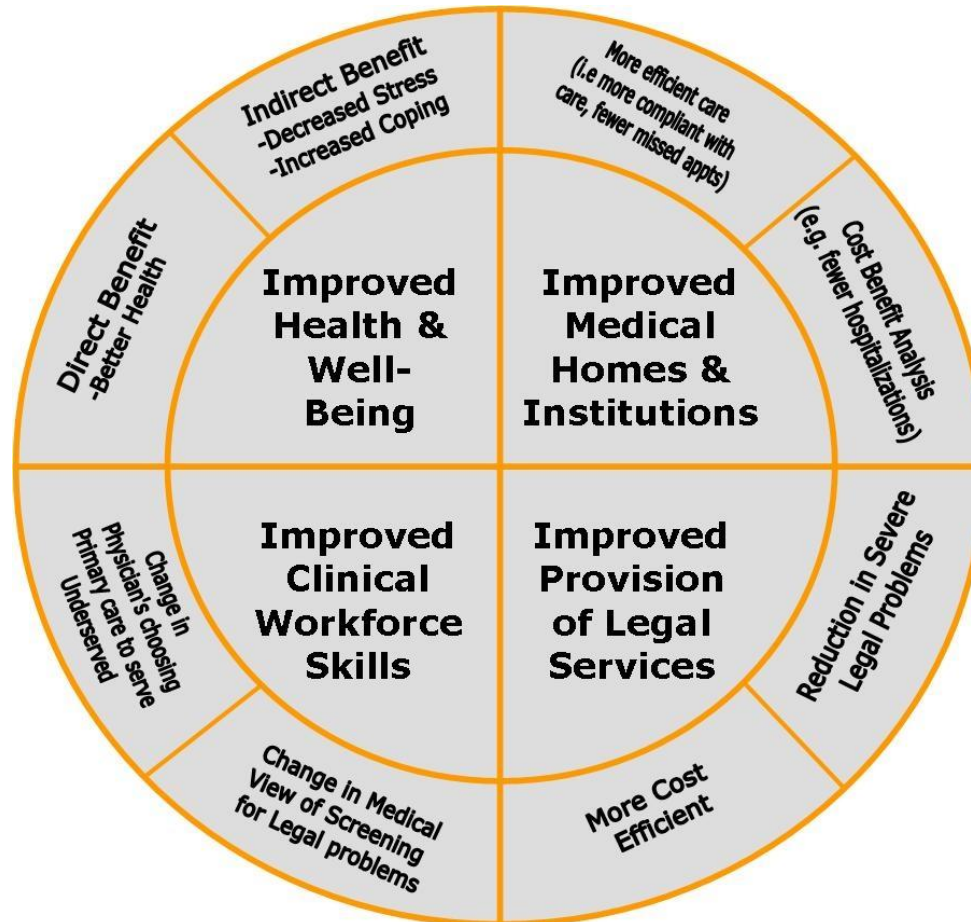 Indirect Benefit
-Decreased Stress
-Increased Coping
More efficient care
(i.e more compliant with
care, fewer missed appts)
Direct Benefit
-Better Health
Cost Benefit Analysis
(e.g. fewer hospitalizations)
Improved
Health &
Well-
Being
Improved
Medical
Homes &
Institutions
Improved
Clinical
Workforce
Skills
Improved
Provision
of Legal
Services
Change in
Physician's choosing
Primary care to serve
Underserved
Reduction in Severe
Legal Problems
Change in Medical
View of Screening
for Legal problems
More Cost
Efficient